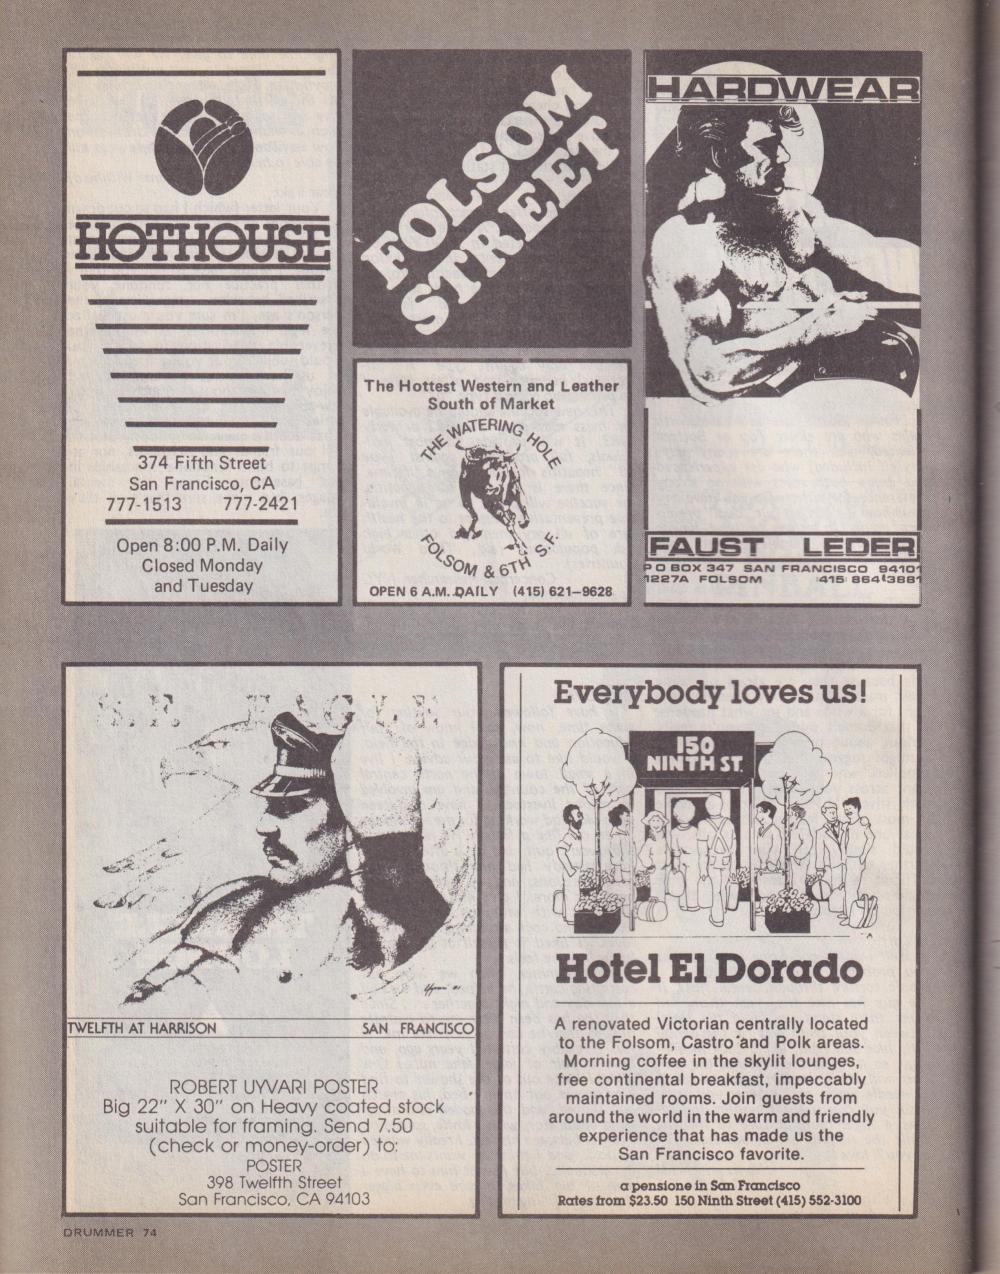 HOTHOUSE
374 Fifth Street
San Francisco, CA
777-1513 777-2421
Open 8:00 P.M. Daily
Closed Monday
and Tuesday
FOLSOM
STREET
The Hottest Western and Leather
South of Market
THE WATERING HOLE
FOLSOM & 6TH S.F.
OPEN 6 A.M. DAILY (415) 621-9628
HARDWEAR
FAUST LEDER
P O BOX 347 SAN FRANCISCO 94101
1227A FOLSOM (415) 864-3881
S.F. EAGLE
TWELFTH AT HARRISON SAN FRANCISCO
ROBERT UYVARI POSTER
Big 22" X 30" on Heavy coated stock
suitable for framing. Send 7.50
(check or money-order) to:
POSTER
398 Twelfth Street
San Francisco, CA 94103
Everybody loves us!
150
NINTH ST.
Hotel El Dorado
A renovated Victorian centrally located
to the Folsom, Castro and Polk areas.
Morning coffee in the skylit lounges,
free continental breakfast, impeccably
maintained rooms. Join guests from
around the world in the warm and friendly
experience that has made us the
San Francisco favorite.
a pensione in San Francisco
Rates from $23.50 150 Ninth Street (415) 552-3100
DRUMMER 74